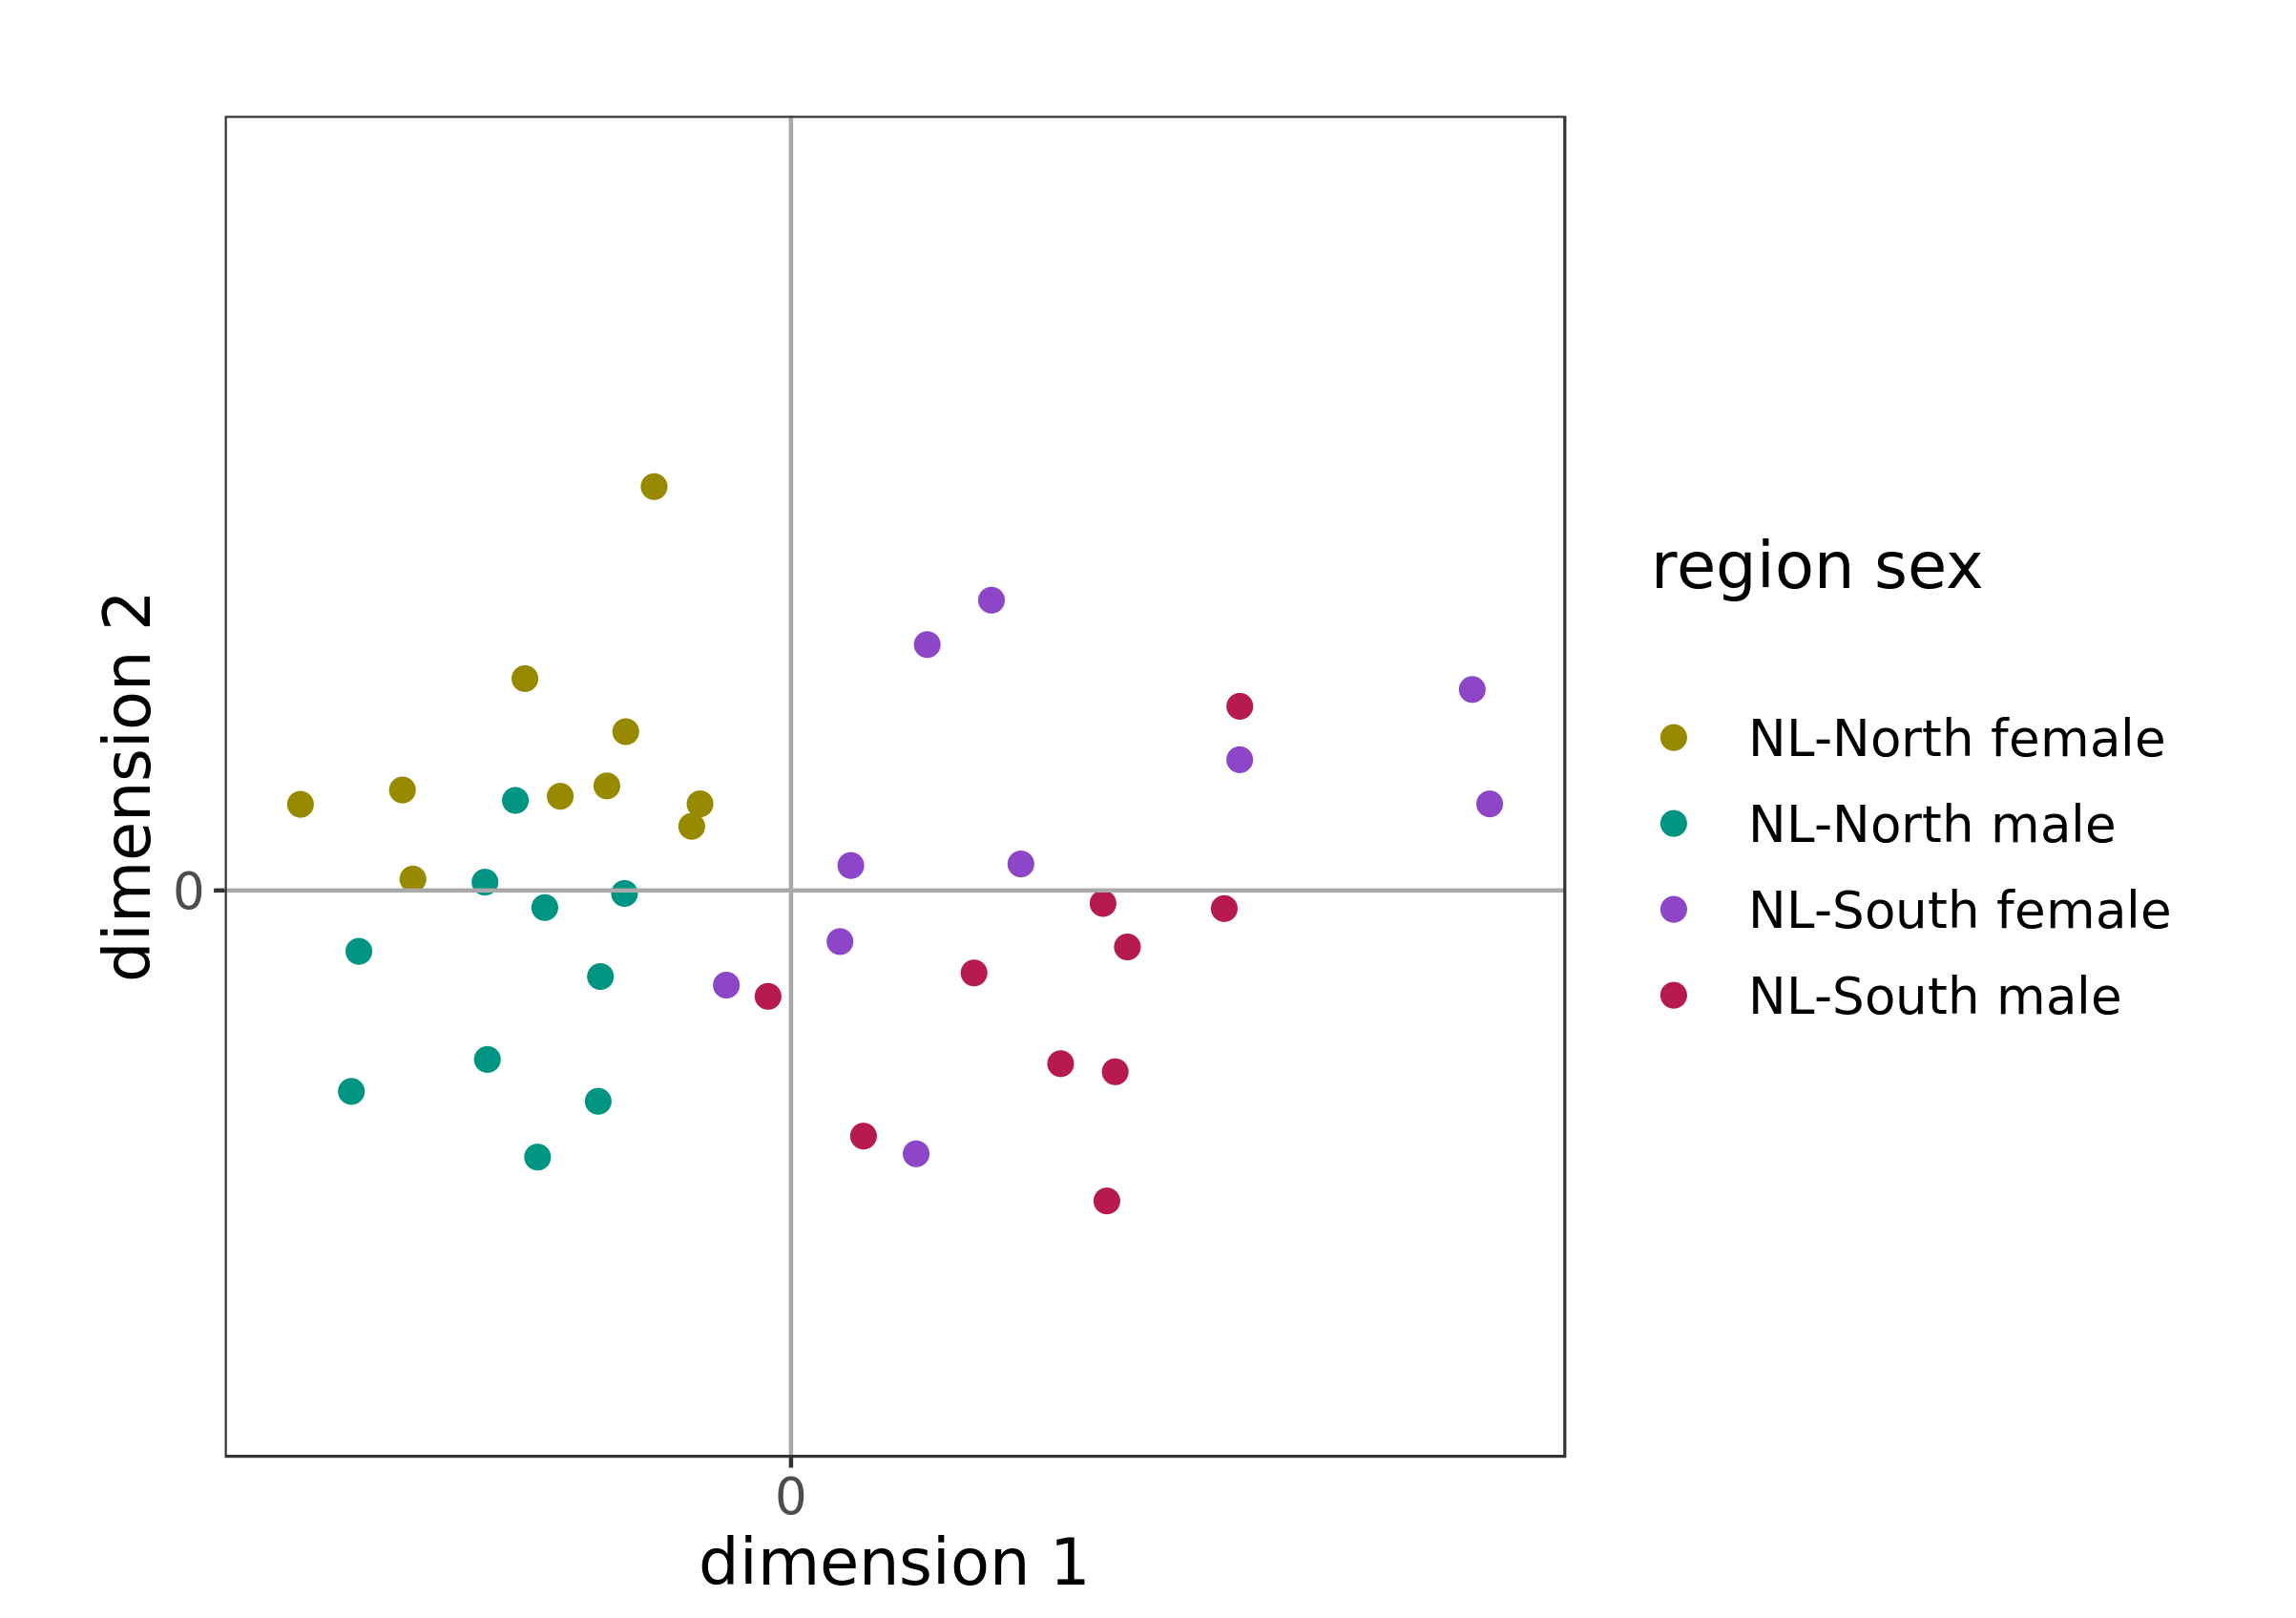 dimension 2
0
0
dimension 1
region sex
NL-North female
NL-North male
NL-South female
NL-South male